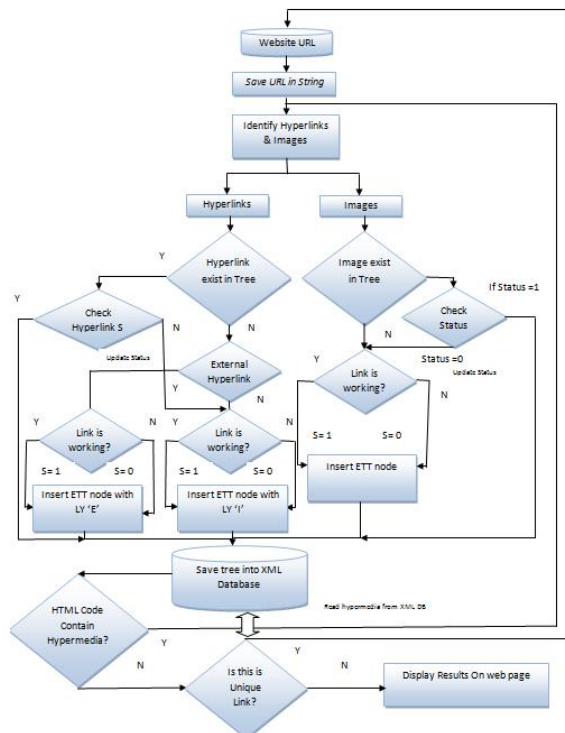 Website URL
Save URL in String
Identify Hyperlinks
& Images
Hyperlinks
Images
Y
Hyperlink
exist in Tree
Image exist
in Tree
If Status =1
Y
Check
Hyperlink S
N
N
N
Check
Status
Update Status
External
Hyperlink
Y
N
Y
Link is
working?
Status =0
Update Status
N
Y
Link is
working?
N
Y
Link is
working?
N
S= 1
S= 0
S= 1
S= 0
S= 1
S= 0
Insert ETT node with
LY ‘E’
Insert ETT node with
LY ‘I’
Insert ETT node
Save tree into XML
Database
HTML Code
Contain
Hypermedia?
Read hypermedia from XML DB
Y
N
Is this is
Unique
Link?
Y
N
Display Results On web page